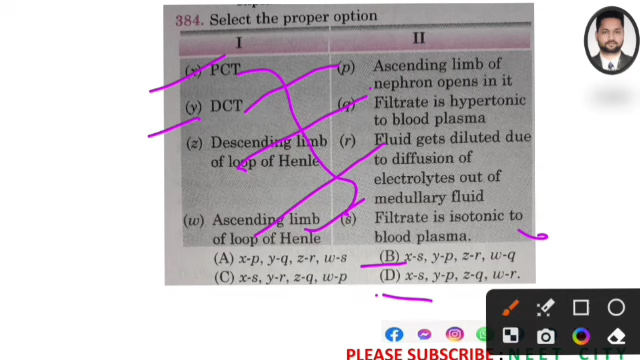 384. Select the proper option
I II
(x) PCT (p) Ascending limb of
nephron opens in it
(y) DCT (q) Filtrate is hypertonic
to blood plasma
(z) Descending limb (r) Fluid gets diluted due
of loop of Henle to diffusion of
electrolytes out of
medullary fluid
(w) Ascending limb (s) Filtrate is isotonic to
of loop of Henle blood plasma.
(A) x-p, y-q, z-r, w-s (B) x-s, y-p, z-r, w-q
(C) x-s, y-r, z-q, w-p (D) x-s, y-p, z-q, w-r.
PLEASE SUBSCRIBE : NEET CITY